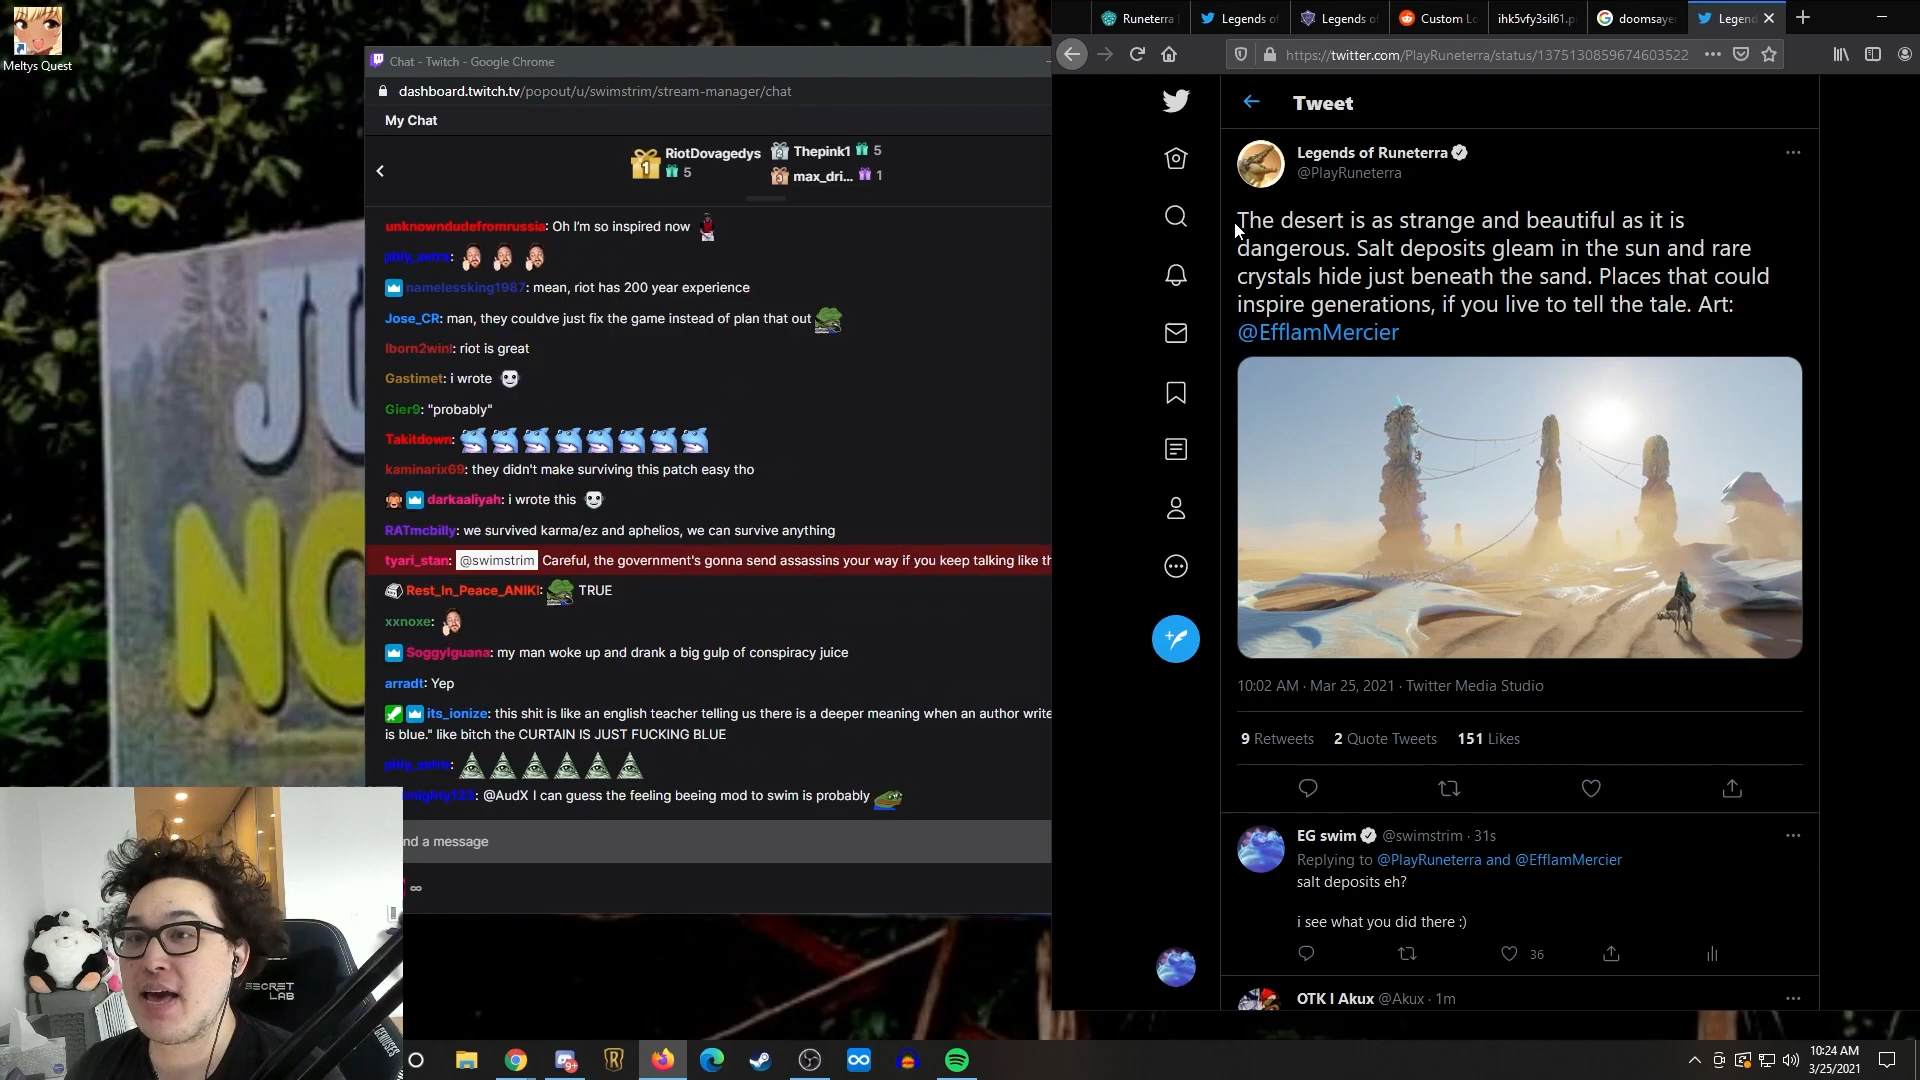 Meltys Quest
Chat - Twitch - Google Chrome
dashboard.twitch.tv/popout/u/swimstrim/stream-manager/chat
My Chat
1 RiotDovagedys 5
2 Thepink1 5
3 max_dri... 1
unknowndudefromrussia: Oh I'm so inspired now
namelessking1987: mean, riot has 200 year experience
Jose_CR: man, they couldve just fix the game instead of plan that out
lborn2winl: riot is great
Gastimet: i wrote
Gier9: "probably"
Takitdown:
kaminarix69: they didn't make surviving this patch easy tho
darkaaliyah: i wrote this
RATmcbilly: we survived karma/ez and aphelios, we can survive anything
tyari_stan: @swimstrim Careful, the government's gonna send assassins your way if you keep talking like th
Rest_In_Peace_ANIKI: TRUE
xxnoxe:
SoggyIguana: my man woke up and drank a big gulp of conspiracy juice
arradt: Yep
its_ionize: this shit is like an english teacher telling us there is a deeper meaning when an author write
is blue." like bitch the CURTAIN IS JUST FUCKING BLUE
@AudX I can guess the feeling beeing mod to swim is probably
nd a message
JU
NO
SECRET
LAB
Runeterra
Legends of
Legends of
Custom Lo
ihk5vfy3sil61.p
doomsaye
Legend
https://twitter.com/PlayRuneterra/status/1375130859674603522
Tweet
Legends of Runeterra
@PlayRuneterra
The desert is as strange and beautiful as it is
dangerous. Salt deposits gleam in the sun and rare
crystals hide just beneath the sand. Places that could
inspire generations, if you live to tell the tale. Art:
@EfflamMercier
10:02 AM · Mar 25, 2021 · Twitter Media Studio
9 Retweets 2 Quote Tweets 151 Likes
EG swim @swimstrim · 31s
Replying to @PlayRuneterra and @EfflamMercier
salt deposits eh?
i see what you did there :)
36
OTK I Akux @Akux · 1m
10:24 AM
3/25/2021